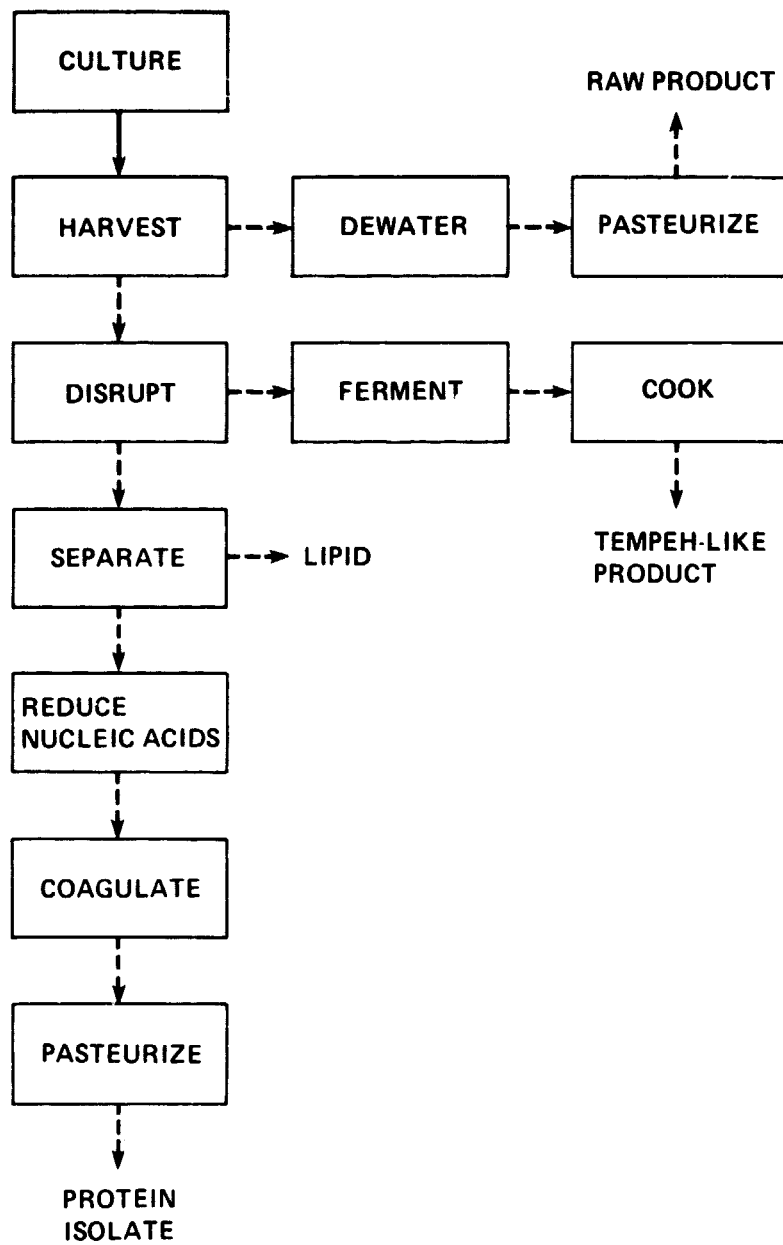 CULTURE
RAW PRODUCT
HARVEST
DEWATER
PASTEURIZE
DISRUPT
FERMENT
COOK
SEPARATE
LIPID
TEMPEH-LIKE
PRODUCT
REDUCE
NUCLEIC ACIDS
COAGULATE
PASTEURIZE
PROTEIN
ISOLATE